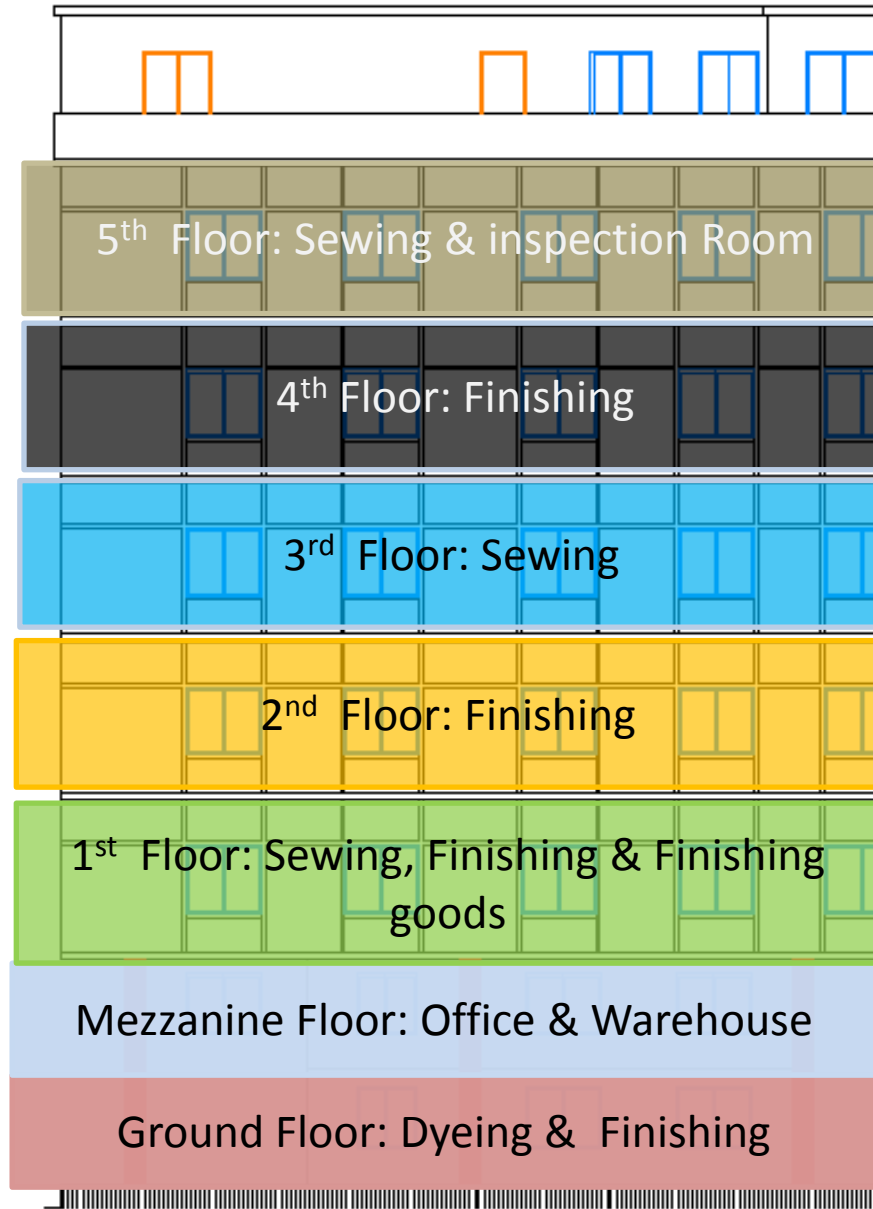 5th Floor: Sewing & inspection Room
4th Floor: Finishing
3rd Floor: Sewing
2nd Floor: Finishing
1st Floor: Sewing, Finishing & Finishing
goods
Mezzanine Floor: Office & Warehouse
Ground Floor: Dyeing & Finishing